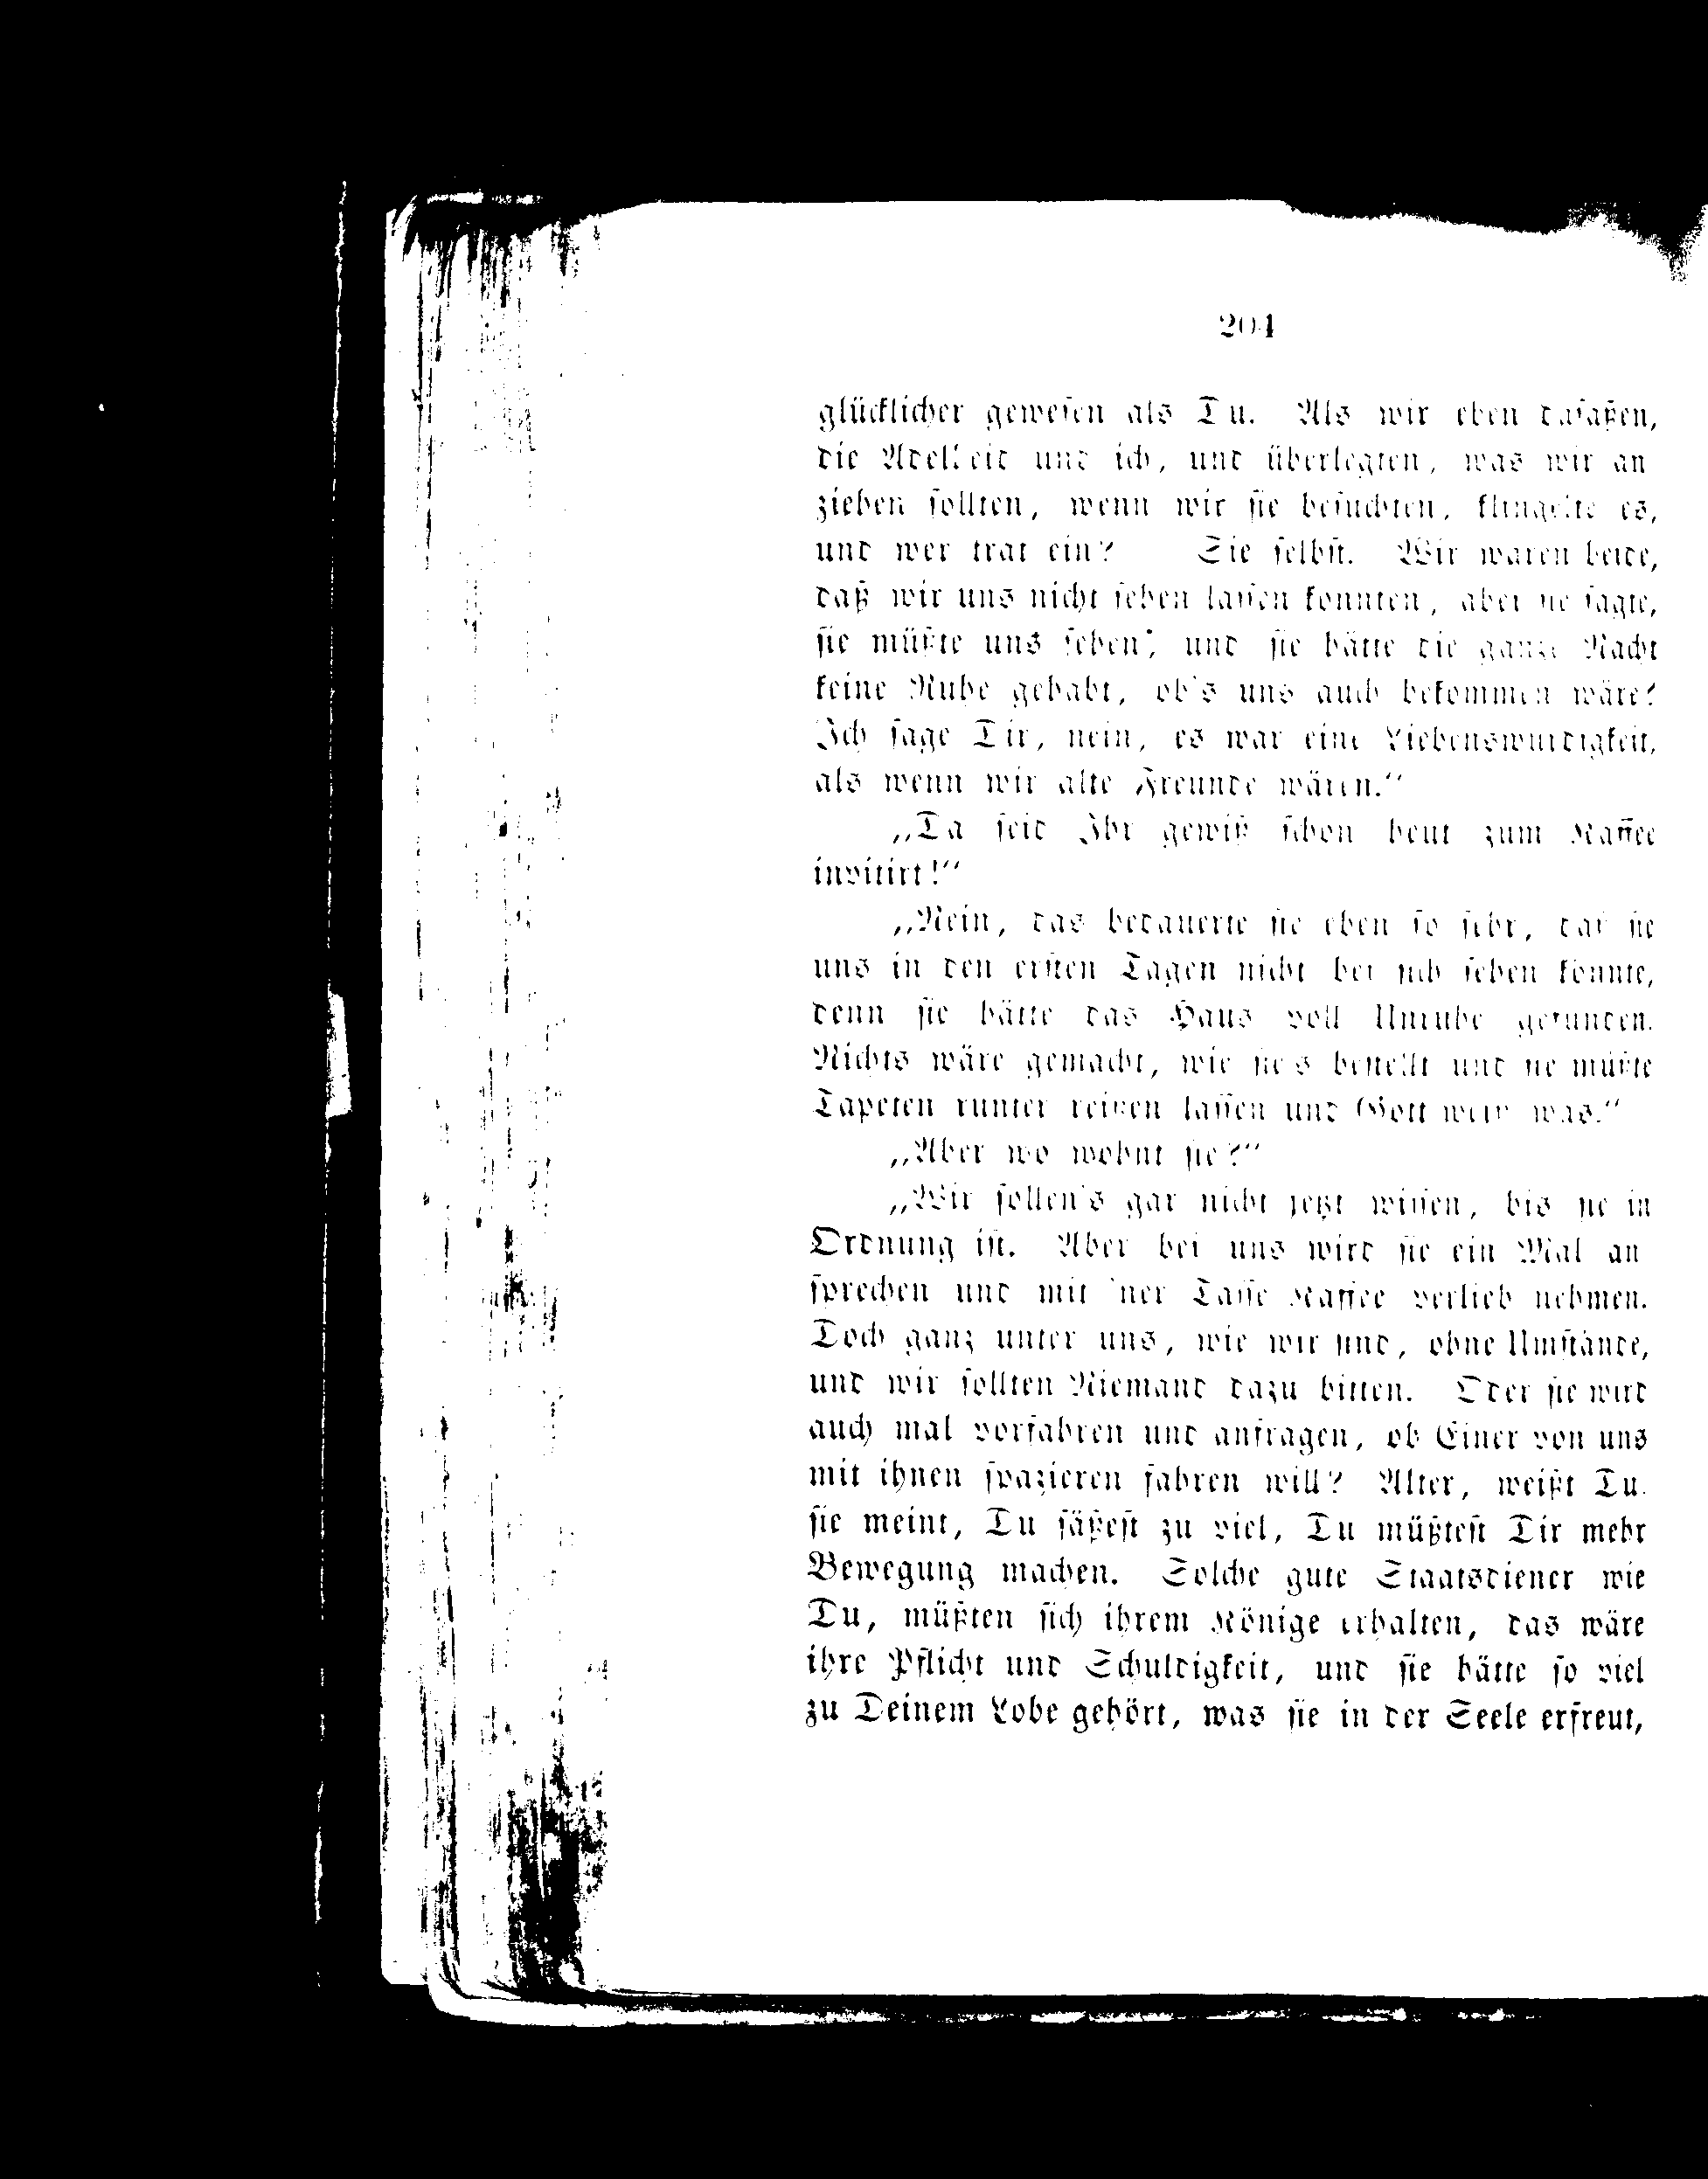 204
glücklicher gewesen als Du. Als wir eben dasaßen,
die Adelheid und ich, und überlegten, was wir an
ziehen sollten, wenn wir sie besuchten, klingelte es,
und wer trat ein? Sie selbst. Wir waren beide,
daß wir uns nicht sehen lassen konnten, aber sie sagte,
sie müßte uns sehen, und sie hätte die ganze Nacht
keine Ruhe gehabt, ob's uns auch bekommen wäre?
Ich sage Dir, nein, es war eine Liebenswürdigkeit,
als wenn wir alte Freunde wären.“
„Da seid Ihr gewiß schon heut zum Kaffee
invitirt!“
„Nein, das bedauerte sie eben so sehr, daß sie
uns in den ersten Tagen nicht bei sich sehen könnte,
denn sie hätte das Haus voll Unruhe gefunden.
Nichts wäre gemacht, wie sie's bestellt und sie müßte
Tapeten runter reißen lassen und Gott weiß was.“
„Aber wo wohnt sie?“
„Wir sollen's gar nicht jetzt wissen, bis sie in
Ordnung ist. Aber bei uns wird sie ein Mal an
sprechen und mit 'ner Tasse Kaffee verlieb nehmen.
Doch ganz unter uns, wie wir sind, ohne Umstände,
und wir sollten Niemand dazu bitten. Oder sie wird
auch mal vorfahren und anfragen, ob Einer von uns
mit ihnen spazieren fahren will? Alter, weißt Du,
sie meint, Du säßest zu viel, Du müßtest Dir mehr
Bewegung machen. Solche gute Staatsdiener wie
Du, müßten sich ihrem Könige erhalten, das wäre
ihre Pflicht und Schuldigkeit, und sie hätte so viel
zu Deinem Lobe gehört, was sie in der Seele erfreut,